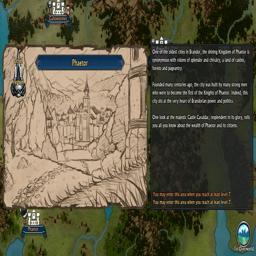 Phaetor
One of the oldest cities in Brandor, the shining Kingdom of Phaetor is
synonymous with visions of splendor and chivalry, a land of castles,
forests and pageantry.
Founded many centuries ago, the city was built by many strong men
who were to become the first of the Knights of Phaetor. Indeed, this
city sits at the very heart of Brandorian power and politics.
One look at the majestic Castle Cavaldar, resplendent in its glory, tells
you all you know about the wealth of Phaetor and its citizens.
You may enter this area when you reach at least level 7.
You may enter this area when you reach at least level 7.
Phaetor